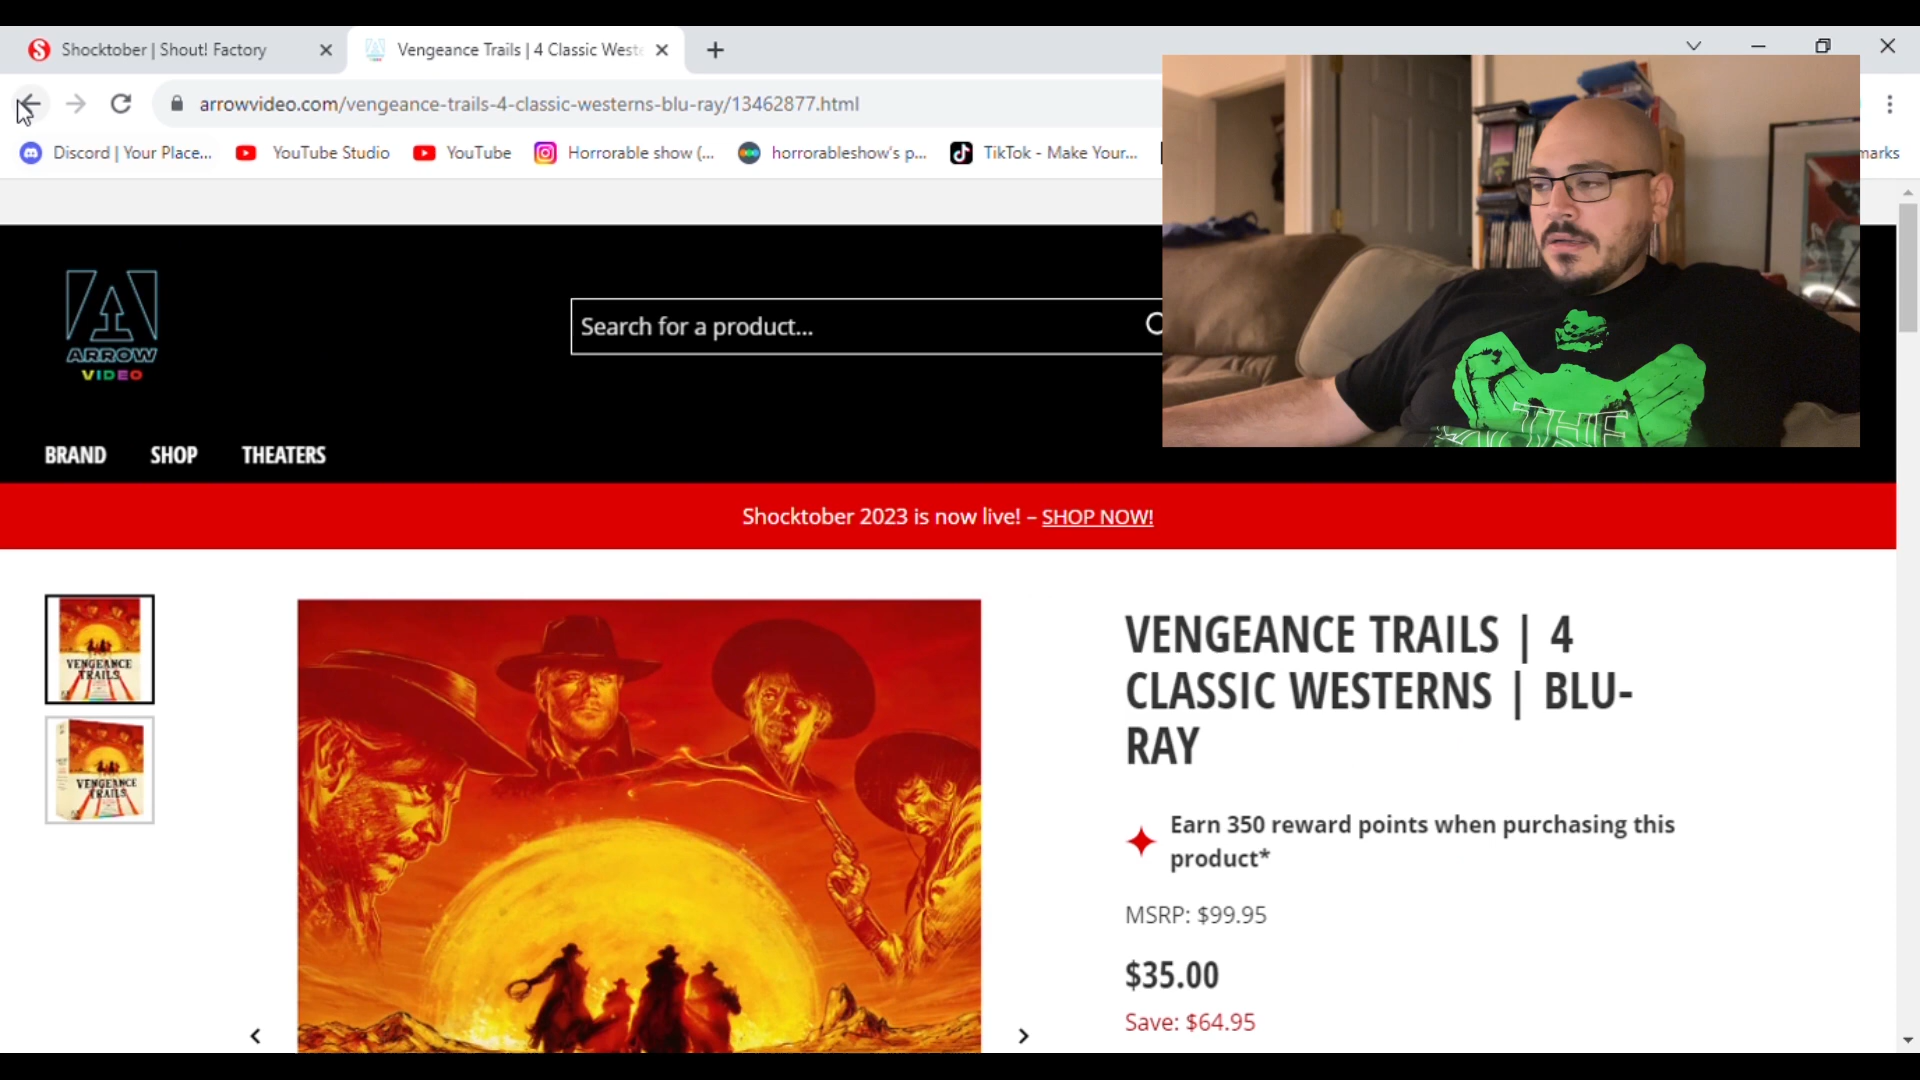 Shocktober | Shout! Factory
Vengeance Trails | 4 Classic Weste
arrowvideo.com/vengeance-trails-4-classic-westerns-blu-ray/13462877.html
Discord | Your Place...
YouTube Studio
YouTube
Horrorable show (...
horrorableshow's p...
TikTok - Make Your...
marks
ARROW
VIDEO
Search for a product...
THE
BRAND
SHOP
THEATERS
Shocktober 2023 is now live! – SHOP NOW!
VENGEANCE
TRAILS
VENGEANCE
TRAILS
VENGEANCE TRAILS | 4
CLASSIC WESTERNS | BLU-
RAY
Earn 350 reward points when purchasing this
product*
MSRP: $99.95
$35.00
Save: $64.95